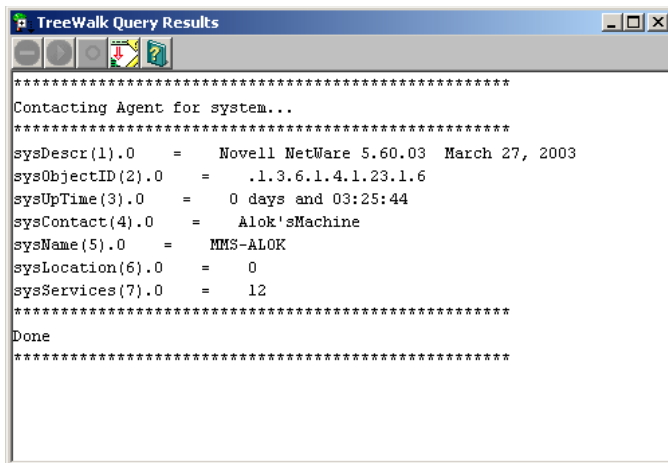 TreeWalk Query Results
******************************************************
Contacting Agent for system...
******************************************************
sysDescr(1).0    =    Novell NetWare 5.60.03  March 27, 2003
sysObjectID(2).0    =    .1.3.6.1.4.1.23.1.6
sysUpTime(3).0    =    0 days and 03:25:44
sysContact(4).0    =    Alok'sMachine
sysName(5).0    =    MMS-ALOK
sysLocation(6).0    =    0
sysServices(7).0    =    12
******************************************************
Done
******************************************************